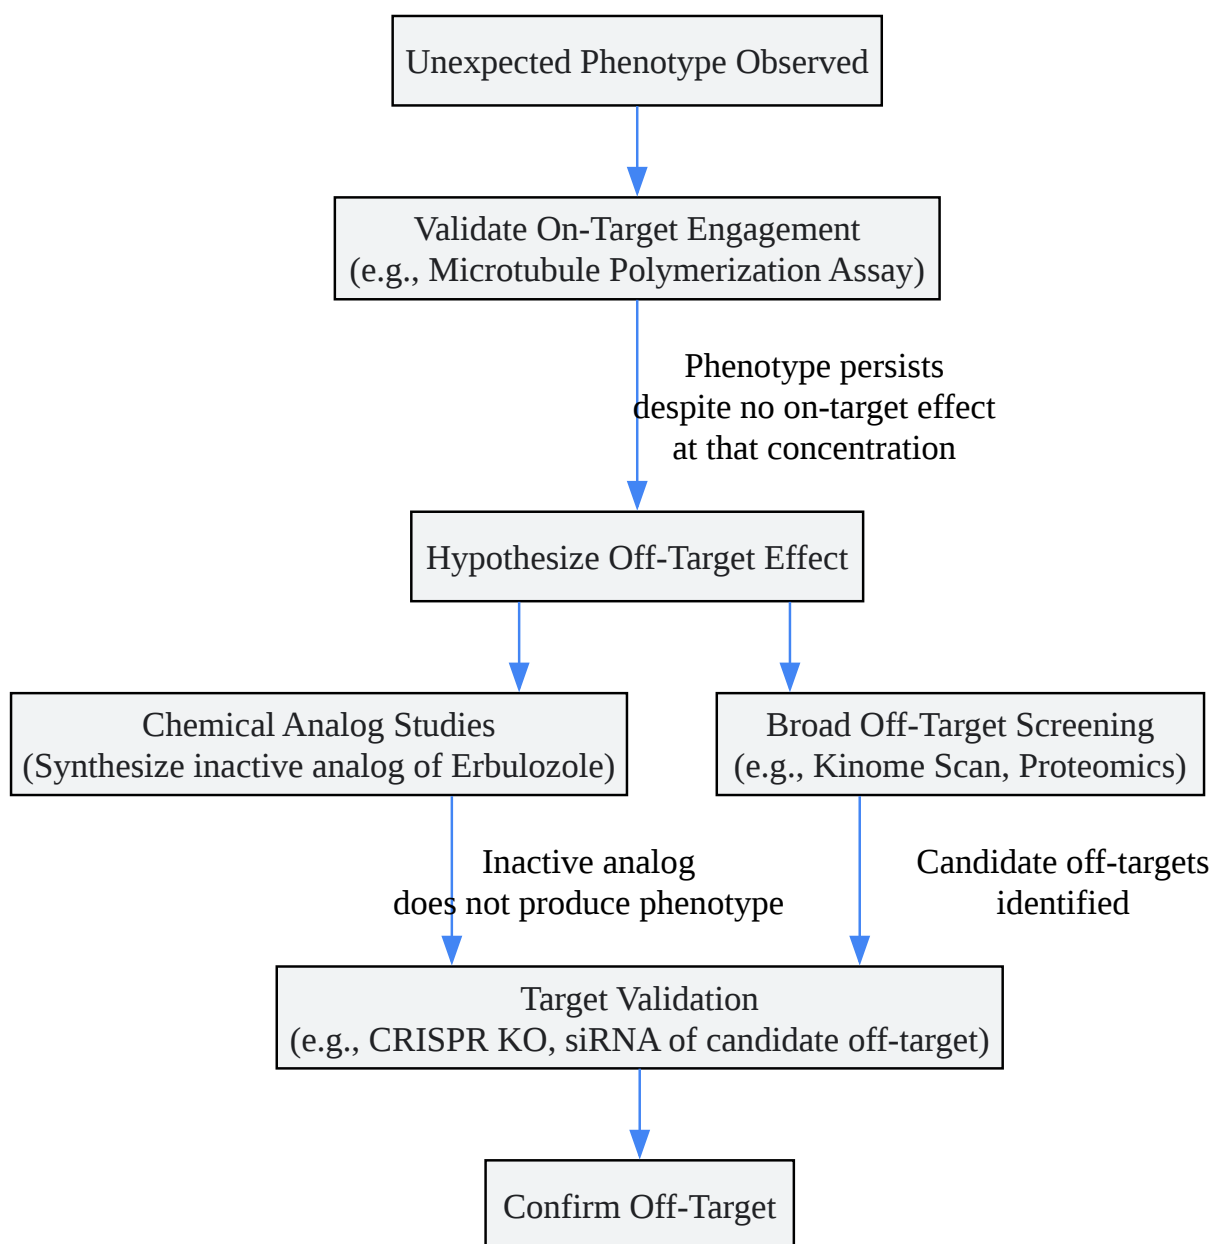 Unexpected Phenotype Observed
Validate On-Target Engagement
(e.g., Microtubule Polymerization Assay)
Phenotype persists
despite no on-target effect
at that concentration
Hypothesize Off-Target Effect
Chemical Analog Studies
(Synthesize inactive analog of Erbulozole)
Broad Off-Target Screening
(e.g., Kinome Scan, Proteomics)
Inactive analog
does not produce phenotype
Candidate off-targets
identified
Target Validation
(e.g., CRISPR KO, siRNA of candidate off-target)
Confirm Off-Target